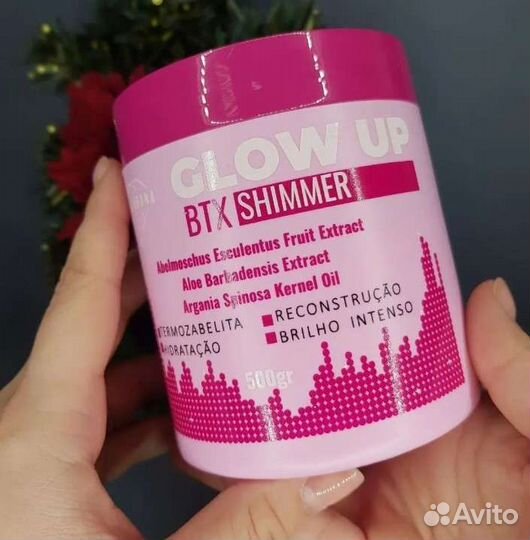 GLOW UP
BTX SHIMMER
Abelmoschus Esculentus Fruit Extract
Aloe Barbadensis Extract
Argania Spinosa Kernel Oil
TERMOZABELITA
RECONSTRUÇÃO
HIDRATAÇÃO
BRILHO INTENSO
500gr
Avito